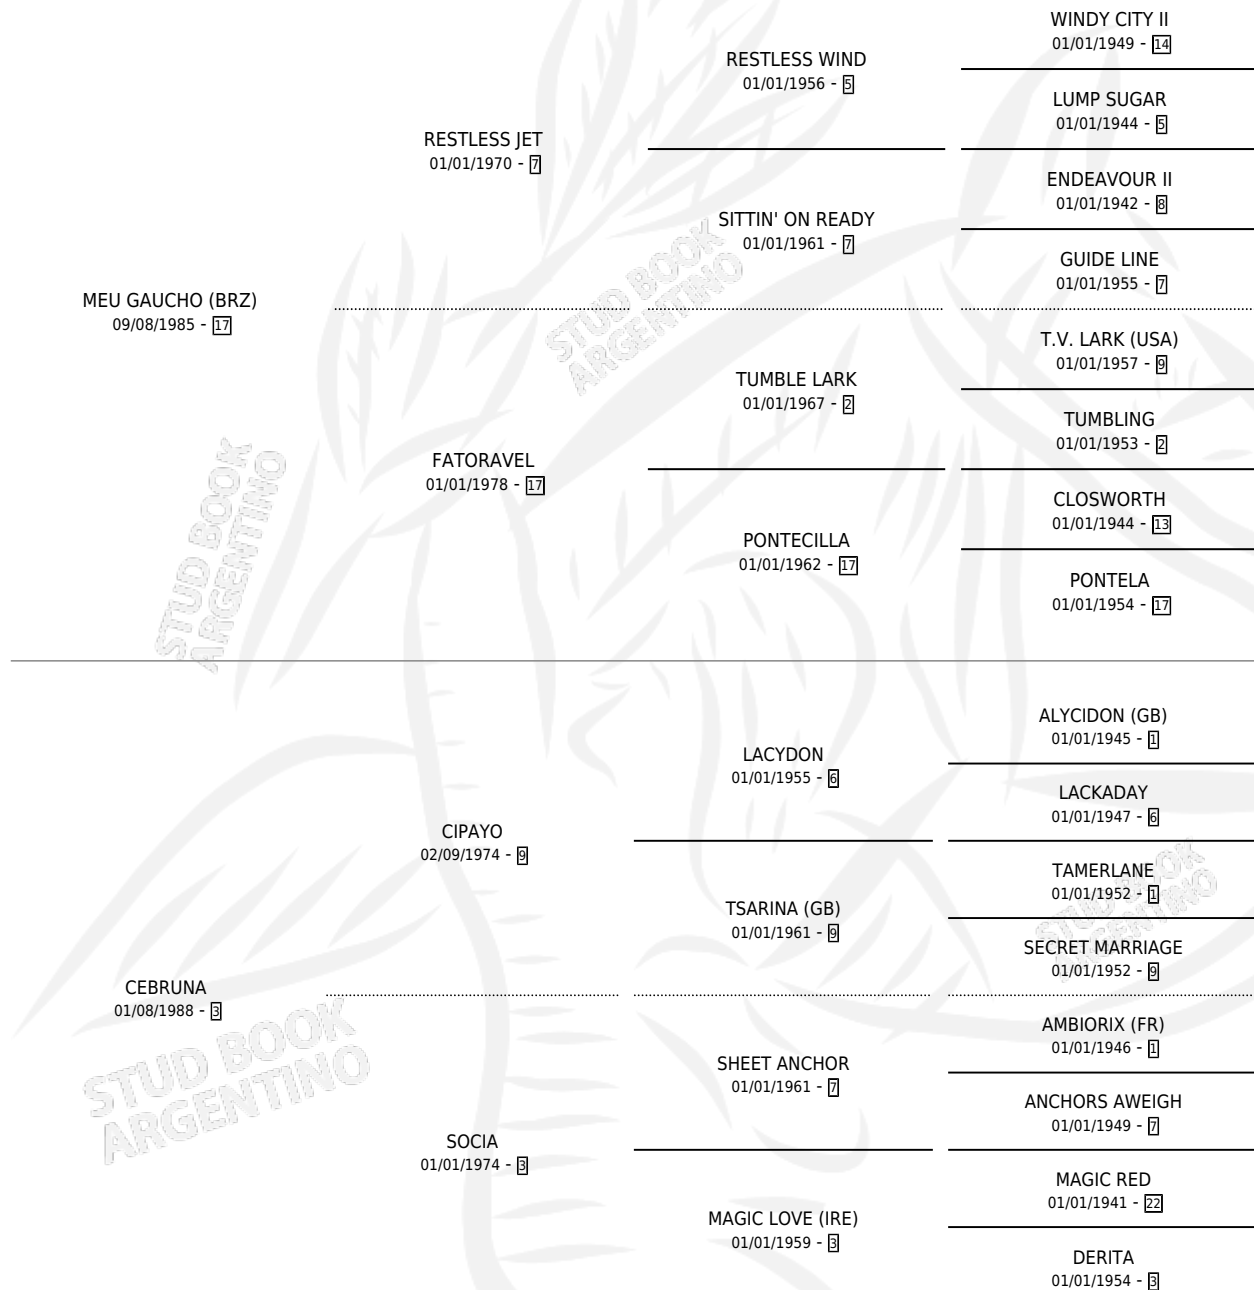 WINDY CITY II
01/01/1949 - 14
RESTLESS WIND
01/01/1956 - 5
LUMP SUGAR
01/01/1944 - 5
RESTLESS JET
01/01/1970 - 7
ENDEAVOUR II
01/01/1942 - 8
SITTIN' ON READY
01/01/1961 - 7
GUIDE LINE
01/01/1955 - 7
MEU GAUCHO (BRZ)
09/08/1985 - 17
T.V. LARK (USA)
01/01/1957 - 9
TUMBLE LARK
01/01/1967 - 2
TUMBLING
01/01/1953 - 2
FATORAVEL
01/01/1978 - 17
CLOSWORTH
01/01/1944 - 13
PONTECILLA
01/01/1962 - 17
PONTELA
01/01/1954 - 17
STUD BOOK
ARGENTINO
STUD BOOK
ARGENTINO
ALYCIDON (GB)
01/01/1945 - 1
LACYDON
01/01/1955 - 6
LACKADAY
01/01/1947 - 6
CIPAYO
02/09/1974 - 9
TAMERLANE
01/01/1952 - 1
TSARINA (GB)
01/01/1961 - 9
SECRET MARRIAGE
01/01/1952 - 9
CEBRUNA
01/08/1988 - 3
AMBIORIX (FR)
01/01/1946 - 1
SHEET ANCHOR
01/01/1961 - 7
ANCHORS AWEIGH
01/01/1949 - 7
SOCIA
01/01/1974 - 3
MAGIC RED
01/01/1941 - 22
MAGIC LOVE (IRE)
01/01/1959 - 3
DERITA
01/01/1954 - 3
STUD BOOK
ARGENTINO
STUD BOOK
ARGENTINO